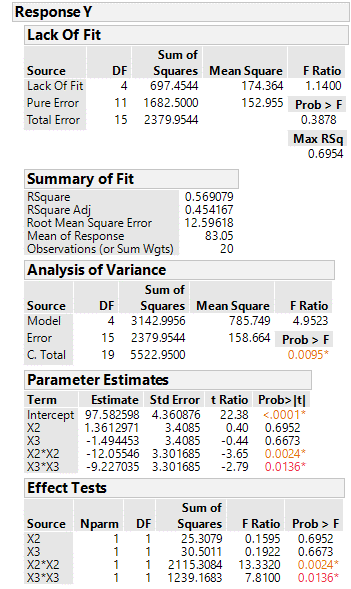 Response Y
Lack Of Fit
Sum of
Source DF Squares Mean Square F Ratio
Lack Of Fit 4 697.4544 174.364 1.1400
Pure Error 11 1682.5000 152.955 Prob > F
Total Error 15 2379.9544 0.3878
Max RSq
0.6954
Summary of Fit
RSquare 0.569079
RSquare Adj 0.454167
Root Mean Square Error 12.59618
Mean of Response 83.05
Observations (or Sum Wgts) 20
Analysis of Variance
Sum of
Source DF Squares Mean Square F Ratio
Model 4 3142.9956 785.749 4.9523
Error 15 2379.9544 158.664 Prob > F
C. Total 19 5522.9500 0.0095*
Parameter Estimates
Term Estimate Std Error t Ratio Prob>|t|
Intercept 97.582598 4.360876 22.38 <.0001*
X2 1.3612971 3.4085 0.40 0.6952
X3 -1.494453 3.4085 -0.44 0.6673
X2*X2 -12.05546 3.301685 -3.65 0.0024*
X3*X3 -9.227035 3.301685 -2.79 0.0136*
Effect Tests
Sum of
Source Nparm DF Squares F Ratio Prob > F
X2 1 1 25.3079 0.1595 0.6952
X3 1 1 30.5011 0.1922 0.6673
X2*X2 1 1 2115.3084 13.3320 0.0024*
X3*X3 1 1 1239.1683 7.8100 0.0136*